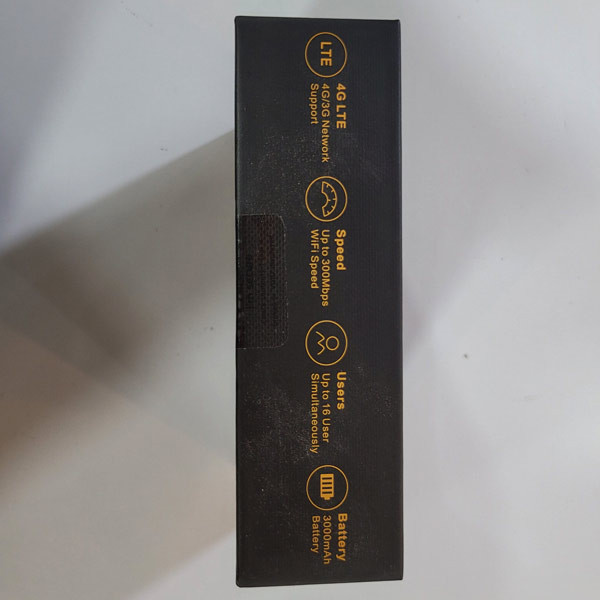 LTE
4G LTE
4G/3G Network
Support
Speed
Up to 300Mbps
WiFi Speed
Users
Up to 16 User
Simultaneously
Battery
3000mAh
Battery